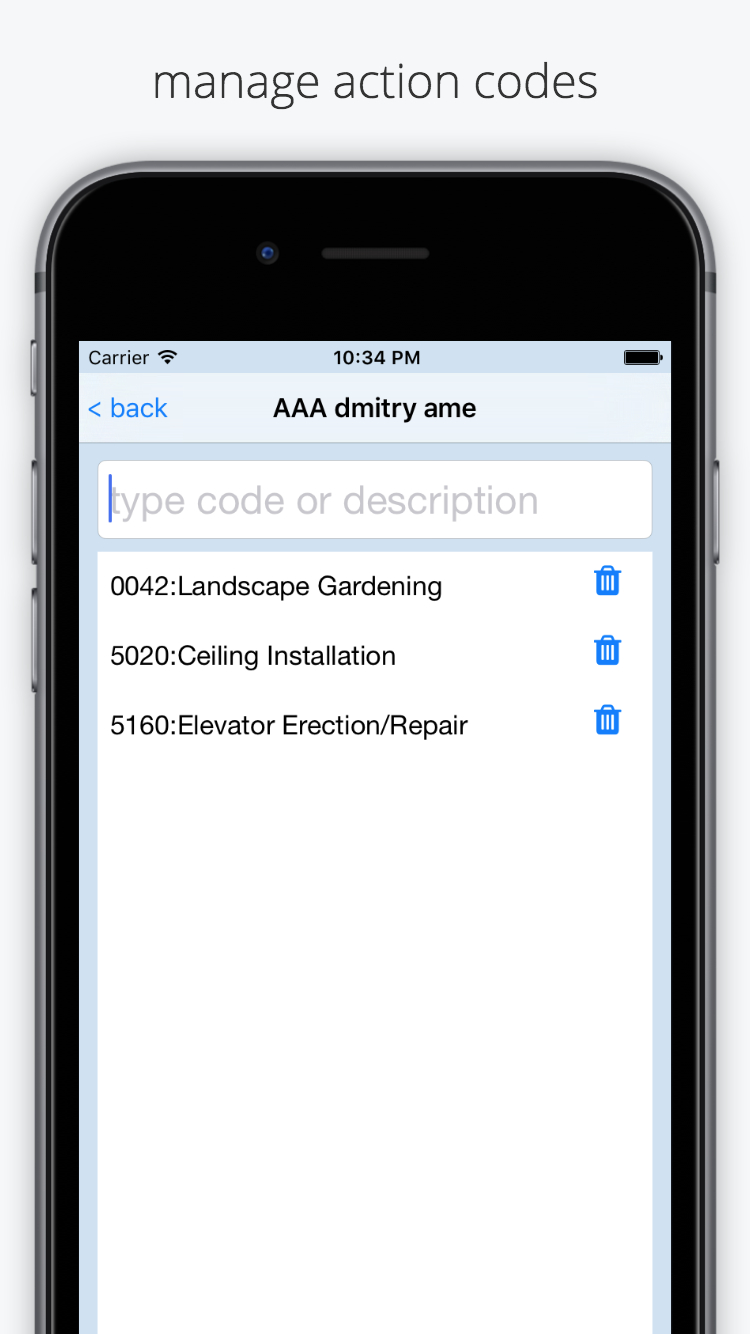 manage action codes
Carrier 10:34 PM
< back AAA dmitry ame
type code or description
0042:Landscape Gardening
5020:Ceiling Installation
5160:Elevator Erection/Repair